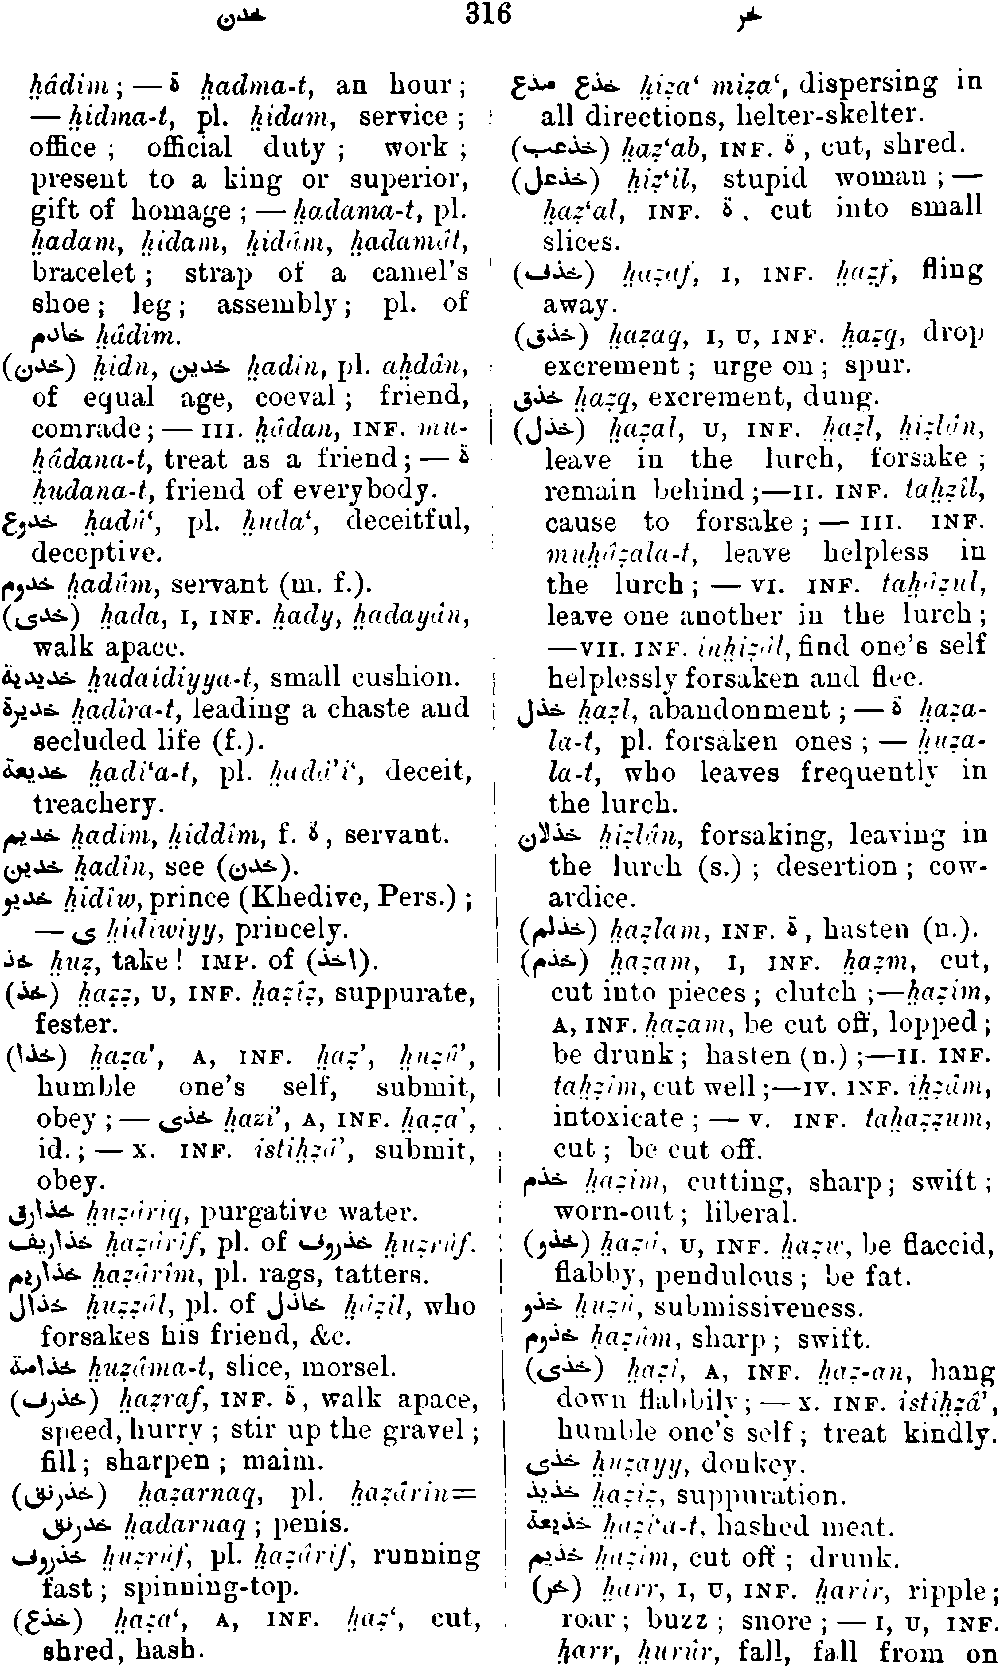 خدن 316 خر
ḫâdim; — ة ḫadma-t, an hour;
— ḫidma-t, pl. ḫidam, service;
office; official duty; work;
present to a king or superior,
gift of homage; — ḫadama-t, pl.
ḫadam, ḫidam, ḫidâm, ḫadamât,
bracelet; strap of a camel's
shoe; leg; assembly; pl. of
خادم ḫâdim.
(خدن) ḫidn, خدين ḫadîn, pl. aḫdân,
of equal age, coeval; friend,
comrade; — III. ḫâdan, INF. mu-
ḫâdana-t, treat as a friend; — ة
ḫudana-t, friend of everybody.
خدوع ḫadû‘, pl. ḫuda‘, deceitful,
deceptive.
خدوم ḫadûm, servant (m. f.).
(خدى) ḫada, I, INF. ḫady, ḫadayân,
walk apace.
خديدية ḫudaidiyya-t, small cushion.
خديرة ḫadîra-t, leading a chaste and
secluded life (f.).
خديعة ḫadî‘a-t, pl. ḫadâ’i‘, deceit,
treachery.
خديم ḫadîm, ḫiddîm, f. ة, servant.
خدين ḫadîn, see (خدن).
خديو ḫidîw, prince (Khedive, Pers.);
— ى ḫidîwiyy, princely.
خذ ḫuẕ, take! IMP. of (اخذ).
(خذ) ḫaẕẕ, U, INF. ḫaẕîẕ, suppurate,
fester.
(خذا) ḫaẕa’, A, INF. ḫaẕ’, ḫuẕû’,
humble one's self, submit,
obey; — خذى ḫaẕi’, A, INF. ḫaẕa’,
id.; — X. INF. istiḫẕâ’, submit,
obey.
خذارق ḫuẕâriq, purgative water.
خذاريف ḫaẕârîf, pl. of خذروف ḫuẕrûf.
خذاريم ḫaẕârîm, pl. rags, tatters.
خذال ḫuẕẕâl, pl. of خاذل ḫâẕil, who
forsakes his friend, &c.
خذامة ḫuẕâma-t, slice, morsel.
(خذرف) ḫaẕraf, INF. ة, walk apace,
speed, hurry; stir up the gravel;
fill; sharpen; maim.
(خذرنق) ḫaẕarnaq, pl. ḫaẕârin=
خدرنق ḫadarnaq; penis.
خذروف ḫuẕrûf, pl. ḫaẕârîf, running
fast; spinning-top.
(خذع) ḫaẕa‘, A, INF. ḫaẕ‘, cut,
shred, hash.
خذع مذع ḫiẕa‘ miẕa‘, dispersing in
all directions, helter-skelter.
(خذعب) ḫaẕ‘ab, INF. ة, cut, shred.
(خذعل) ḫiẕ‘il, stupid woman; —
ḫaẕ‘al, INF. ة, cut into small
slices.
(خذف) ḫaẕaf, I, INF. ḫaẕf, fling
away.
(خذق) ḫaẕaq, I, U, INF. ḫaẕq, drop
excrement; urge on; spur.
خذق ḫaẕq, excrement, dung.
(خذل) ḫaẕal, U, INF. ḫaẕl, ḫiẕlân,
leave in the lurch, forsake;
remain behind;—II. INF. taḫẕîl,
cause to forsake; — III. INF.
muḫâẕala-t, leave helpless in
the lurch; — VI. INF. taḫâẕul,
leave one another in the lurch;
—VII. INF. inḫiẕâl, find one's self
helplessly forsaken and flee.
خذل ḫaẕl, abandonment; — ة ḫaẕa-
la-t, pl. forsaken ones; — ḫuẕa-
la-t, who leaves frequently in
the lurch.
خذلان ḫiẕlân, forsaking, leaving in
the lurch (s.); desertion; cow-
ardice.
(خذلم) ḫaẕlam, INF. ة, hasten (n.).
(خذم) ḫaẕam, I, INF. ḫaẕm, cut,
cut into pieces; clutch;—ḫaẕim,
A, INF. ḫaẕam, be cut off, lopped;
be drunk; hasten (n.);—II. INF.
taḫẕîm, cut well;—IV. INF. iḫẕâm,
intoxicate; — V. INF. taḫaẕẕum,
cut; be cut off.
خذم ḫaẕim, cutting, sharp; swift;
worn-out; liberal.
(خذو) ḫaẕâ, U, INF. ḫaẕw, be flaccid,
flabby, pendulous; be fat.
خذو ḫuẕû, submissiveness.
خذوم ḫaẕûm, sharp; swift.
(خذى) ḫaẕi, A, INF. ḫaẕ-an, hang
down flabbily; — X. INF. istiḫẕâ’,
humble one's self; treat kindly.
خذى ḫuẕayy, donkey.
خذيذ ḫaẕîẕ, suppuration.
خذيعة ḫaẕî‘a-t, hashed meat.
خذيم ḫaẕîm, cut off; drunk.
(خر) ḫarr, I, U, INF. ḫarîr, ripple;
roar; buzz; snore; — I, U, INF.
ḫarr, ḫurûr, fall, fall from on